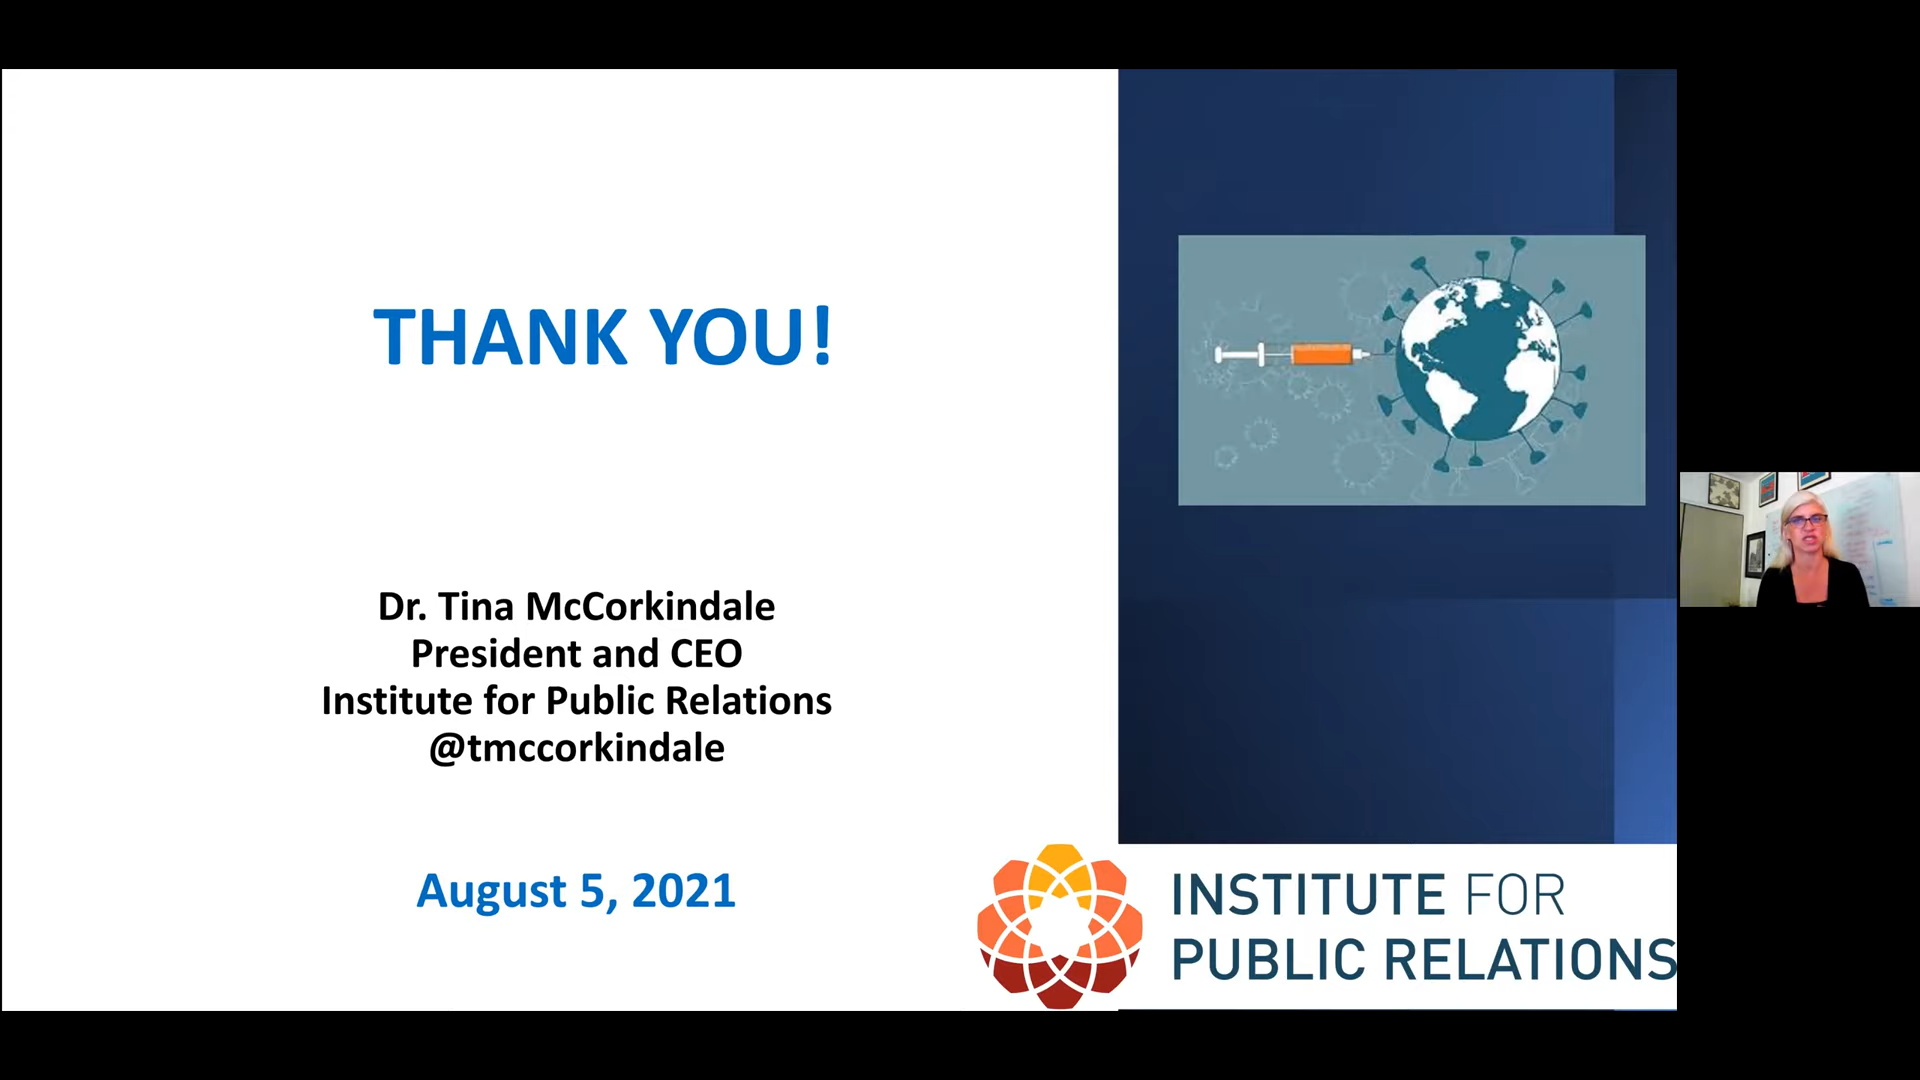 THANK YOU!
Dr. Tina McCorkindale
President and CEO
Institute for Public Relations
@tmccorkindale
August 5, 2021
INSTITUTE FOR
PUBLIC RELATIONS